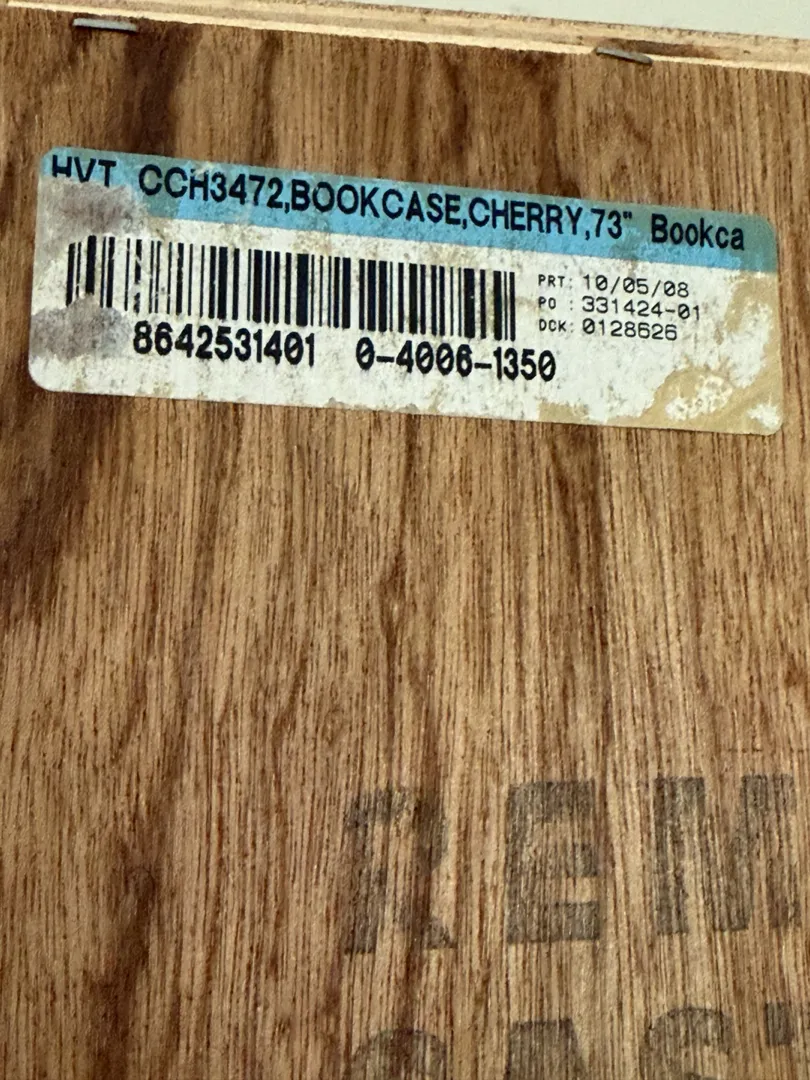 HVT CCH3472,BOOKCASE,CHERRY,73" Bookca
PRT: 10/05/08
PO : 331424-01
DCK: 0128626
8642531401 0-4006-1350
REM